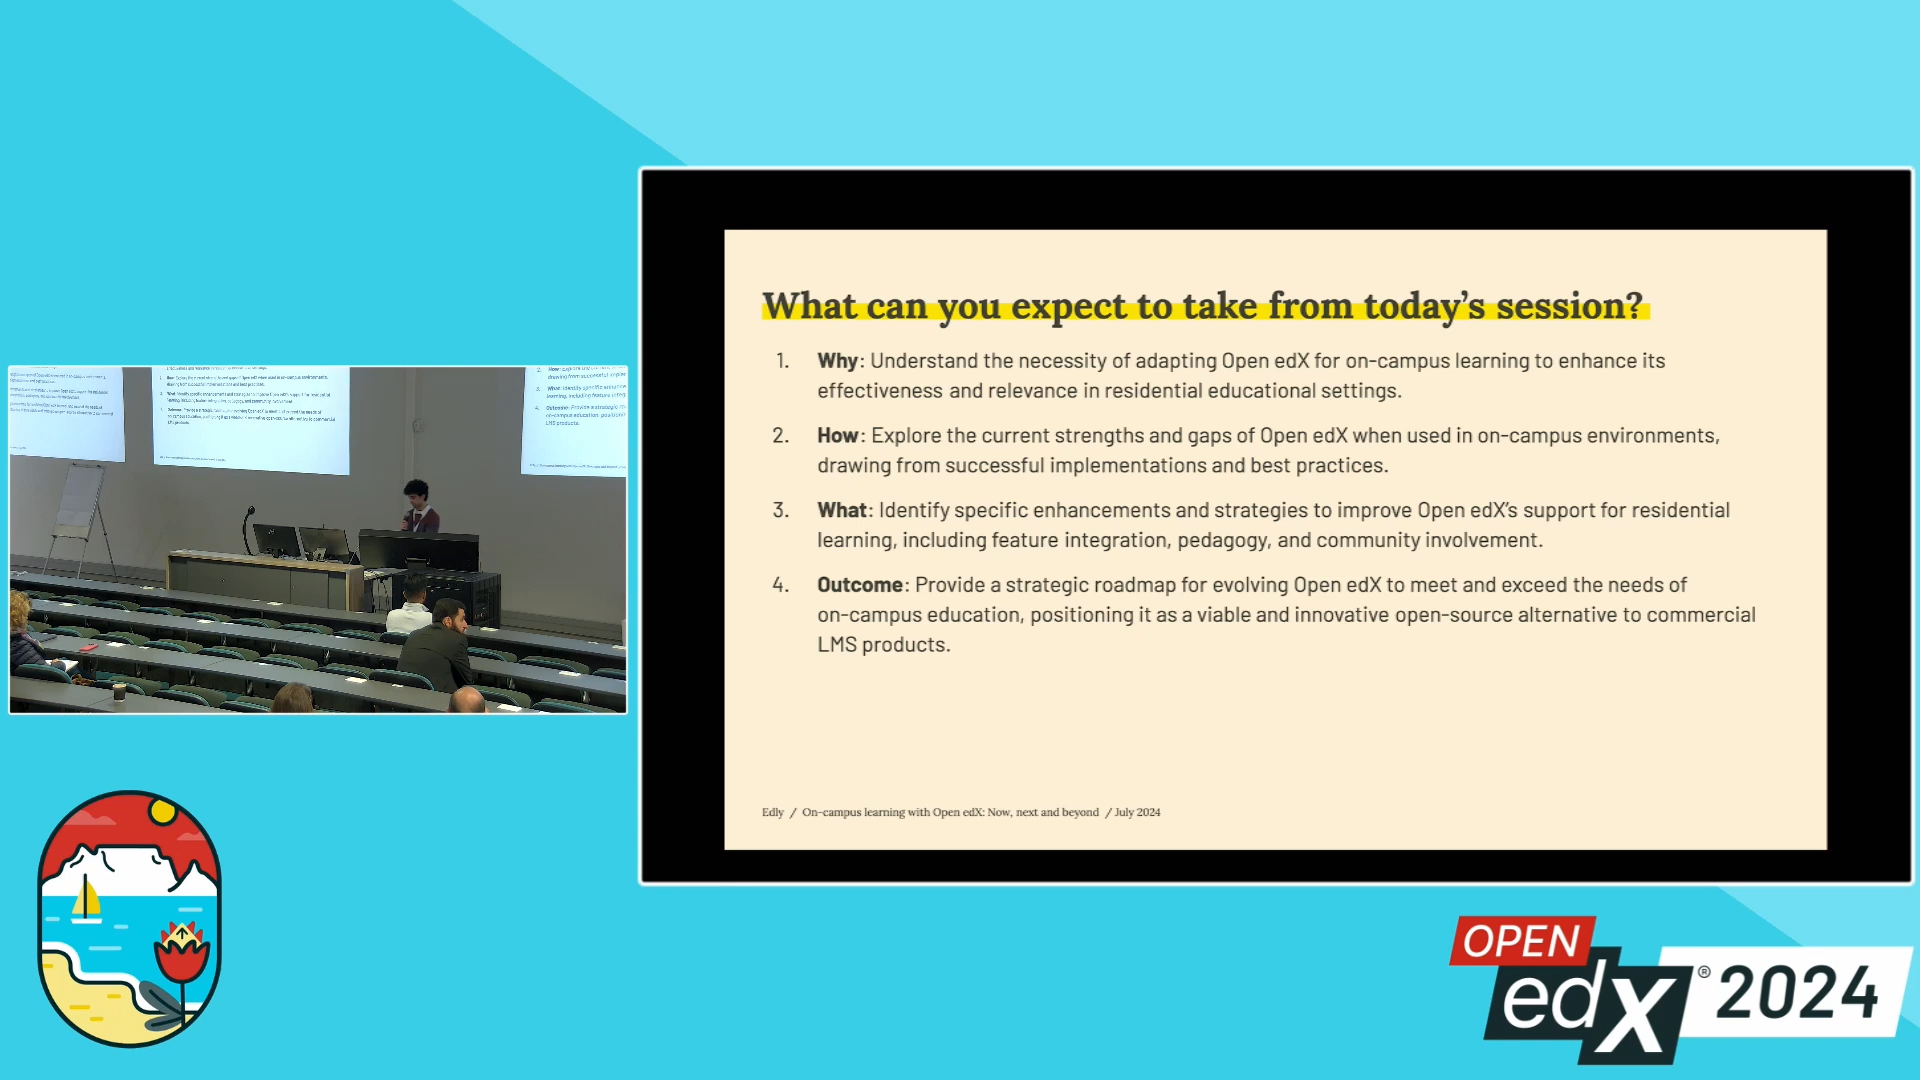 What can you expect to take from today’s session?
1. Why: Understand the necessity of adapting Open edX for on-campus learning to enhance its
effectiveness and relevance in residential educational settings.
2. How: Explore the current strengths and gaps of Open edX when used in on-campus environments,
drawing from successful implementations and best practices.
3. What: Identify specific enhancements and strategies to improve Open edX’s support for residential
learning, including feature integration, pedagogy, and community involvement.
4. Outcome: Provide a strategic roadmap for evolving Open edX to meet and exceed the needs of
on-campus education, positioning it as a viable and innovative open-source alternative to commercial
LMS products.
Edly / On-campus learning with Open edX: Now, next and beyond / July 2024
OPEN
edX ® 2024